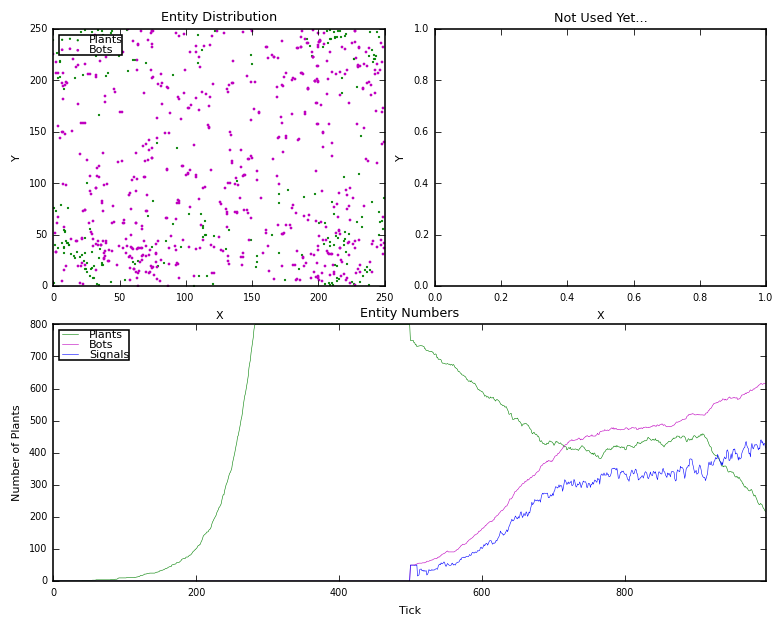 Entity Distribution
Plants
Bots
250
200
150
100
50
0
Y
0 50 100 150 200 250
X
Not Used Yet...
1.0
0.8
0.6
0.4
0.2
0.0
Y
0.0 0.2 0.4 0.6 0.8 1.0
X
Entity Numbers
Plants
Bots
Signals
800
700
600
500
400
300
200
100
0
Number of Plants
0 200 400 600 800
Tick